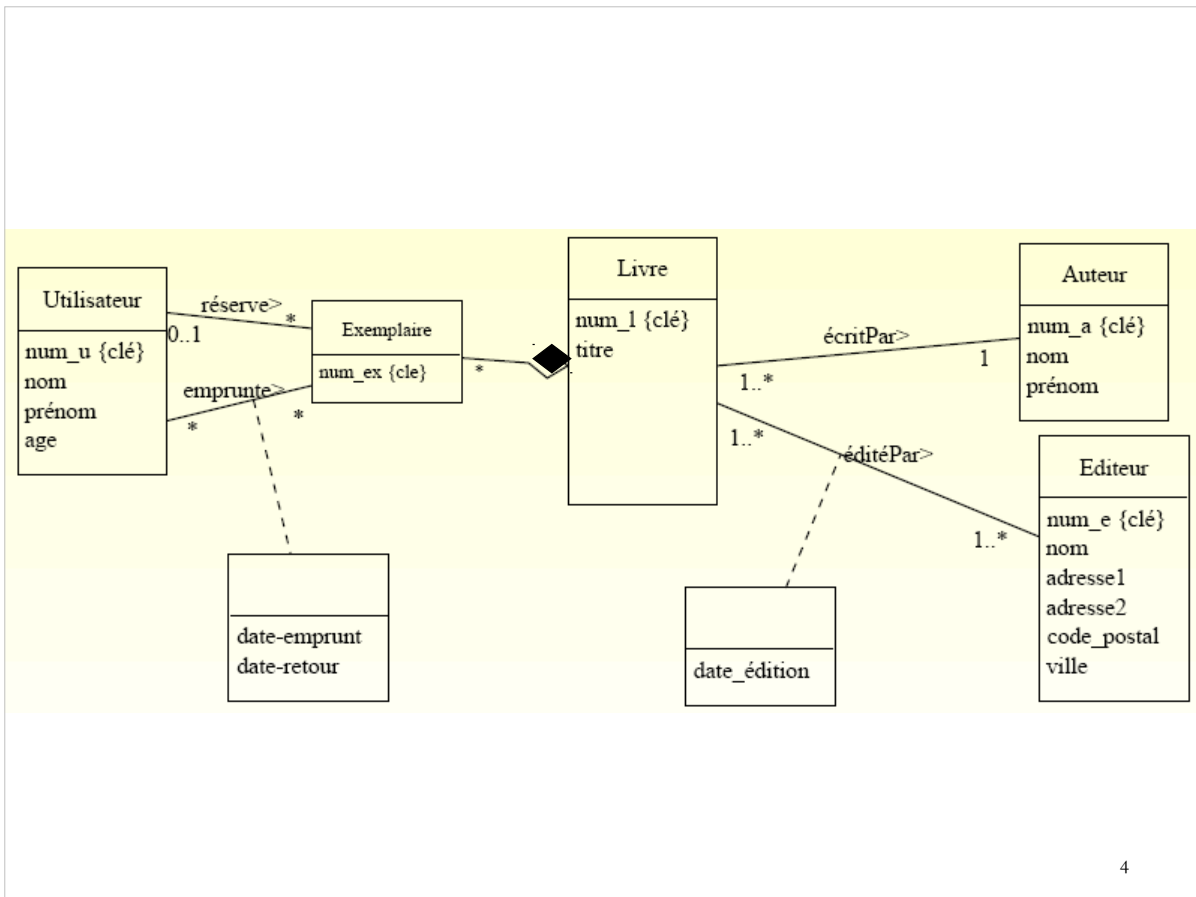 Utilisateur
num_u {clé}
nom
prénom
age
réserve>
0..1
*
emprunte>
*
*
Exemplaire
num_ex {cle}
*
date-emprunt
date-retour
Livre
num_l {clé}
titre
écritPar>
1..*
1
Auteur
num_a {clé}
nom
prénom
éditéPar>
1..*
1..*
date_édition
Editeur
num_e {clé}
nom
adresse1
adresse2
code_postal
ville
4